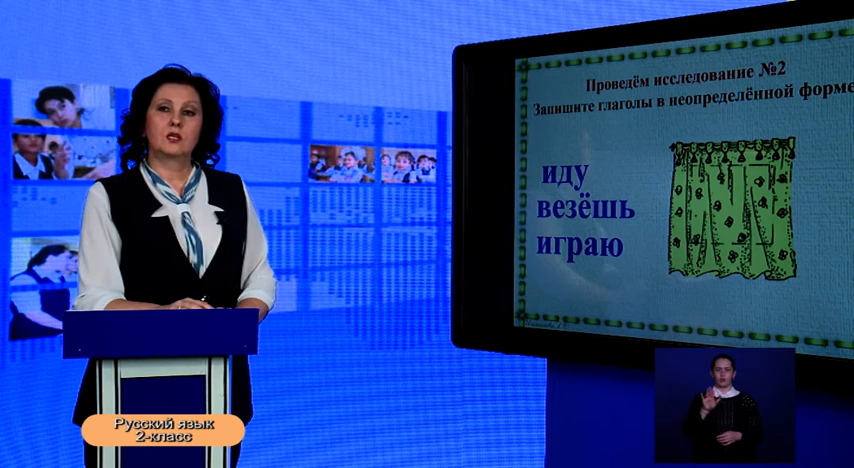 Проведём исследование №2
Запишите глаголы в неопределённой форме
иду
везёшь
играю
Русский язык
2-класс